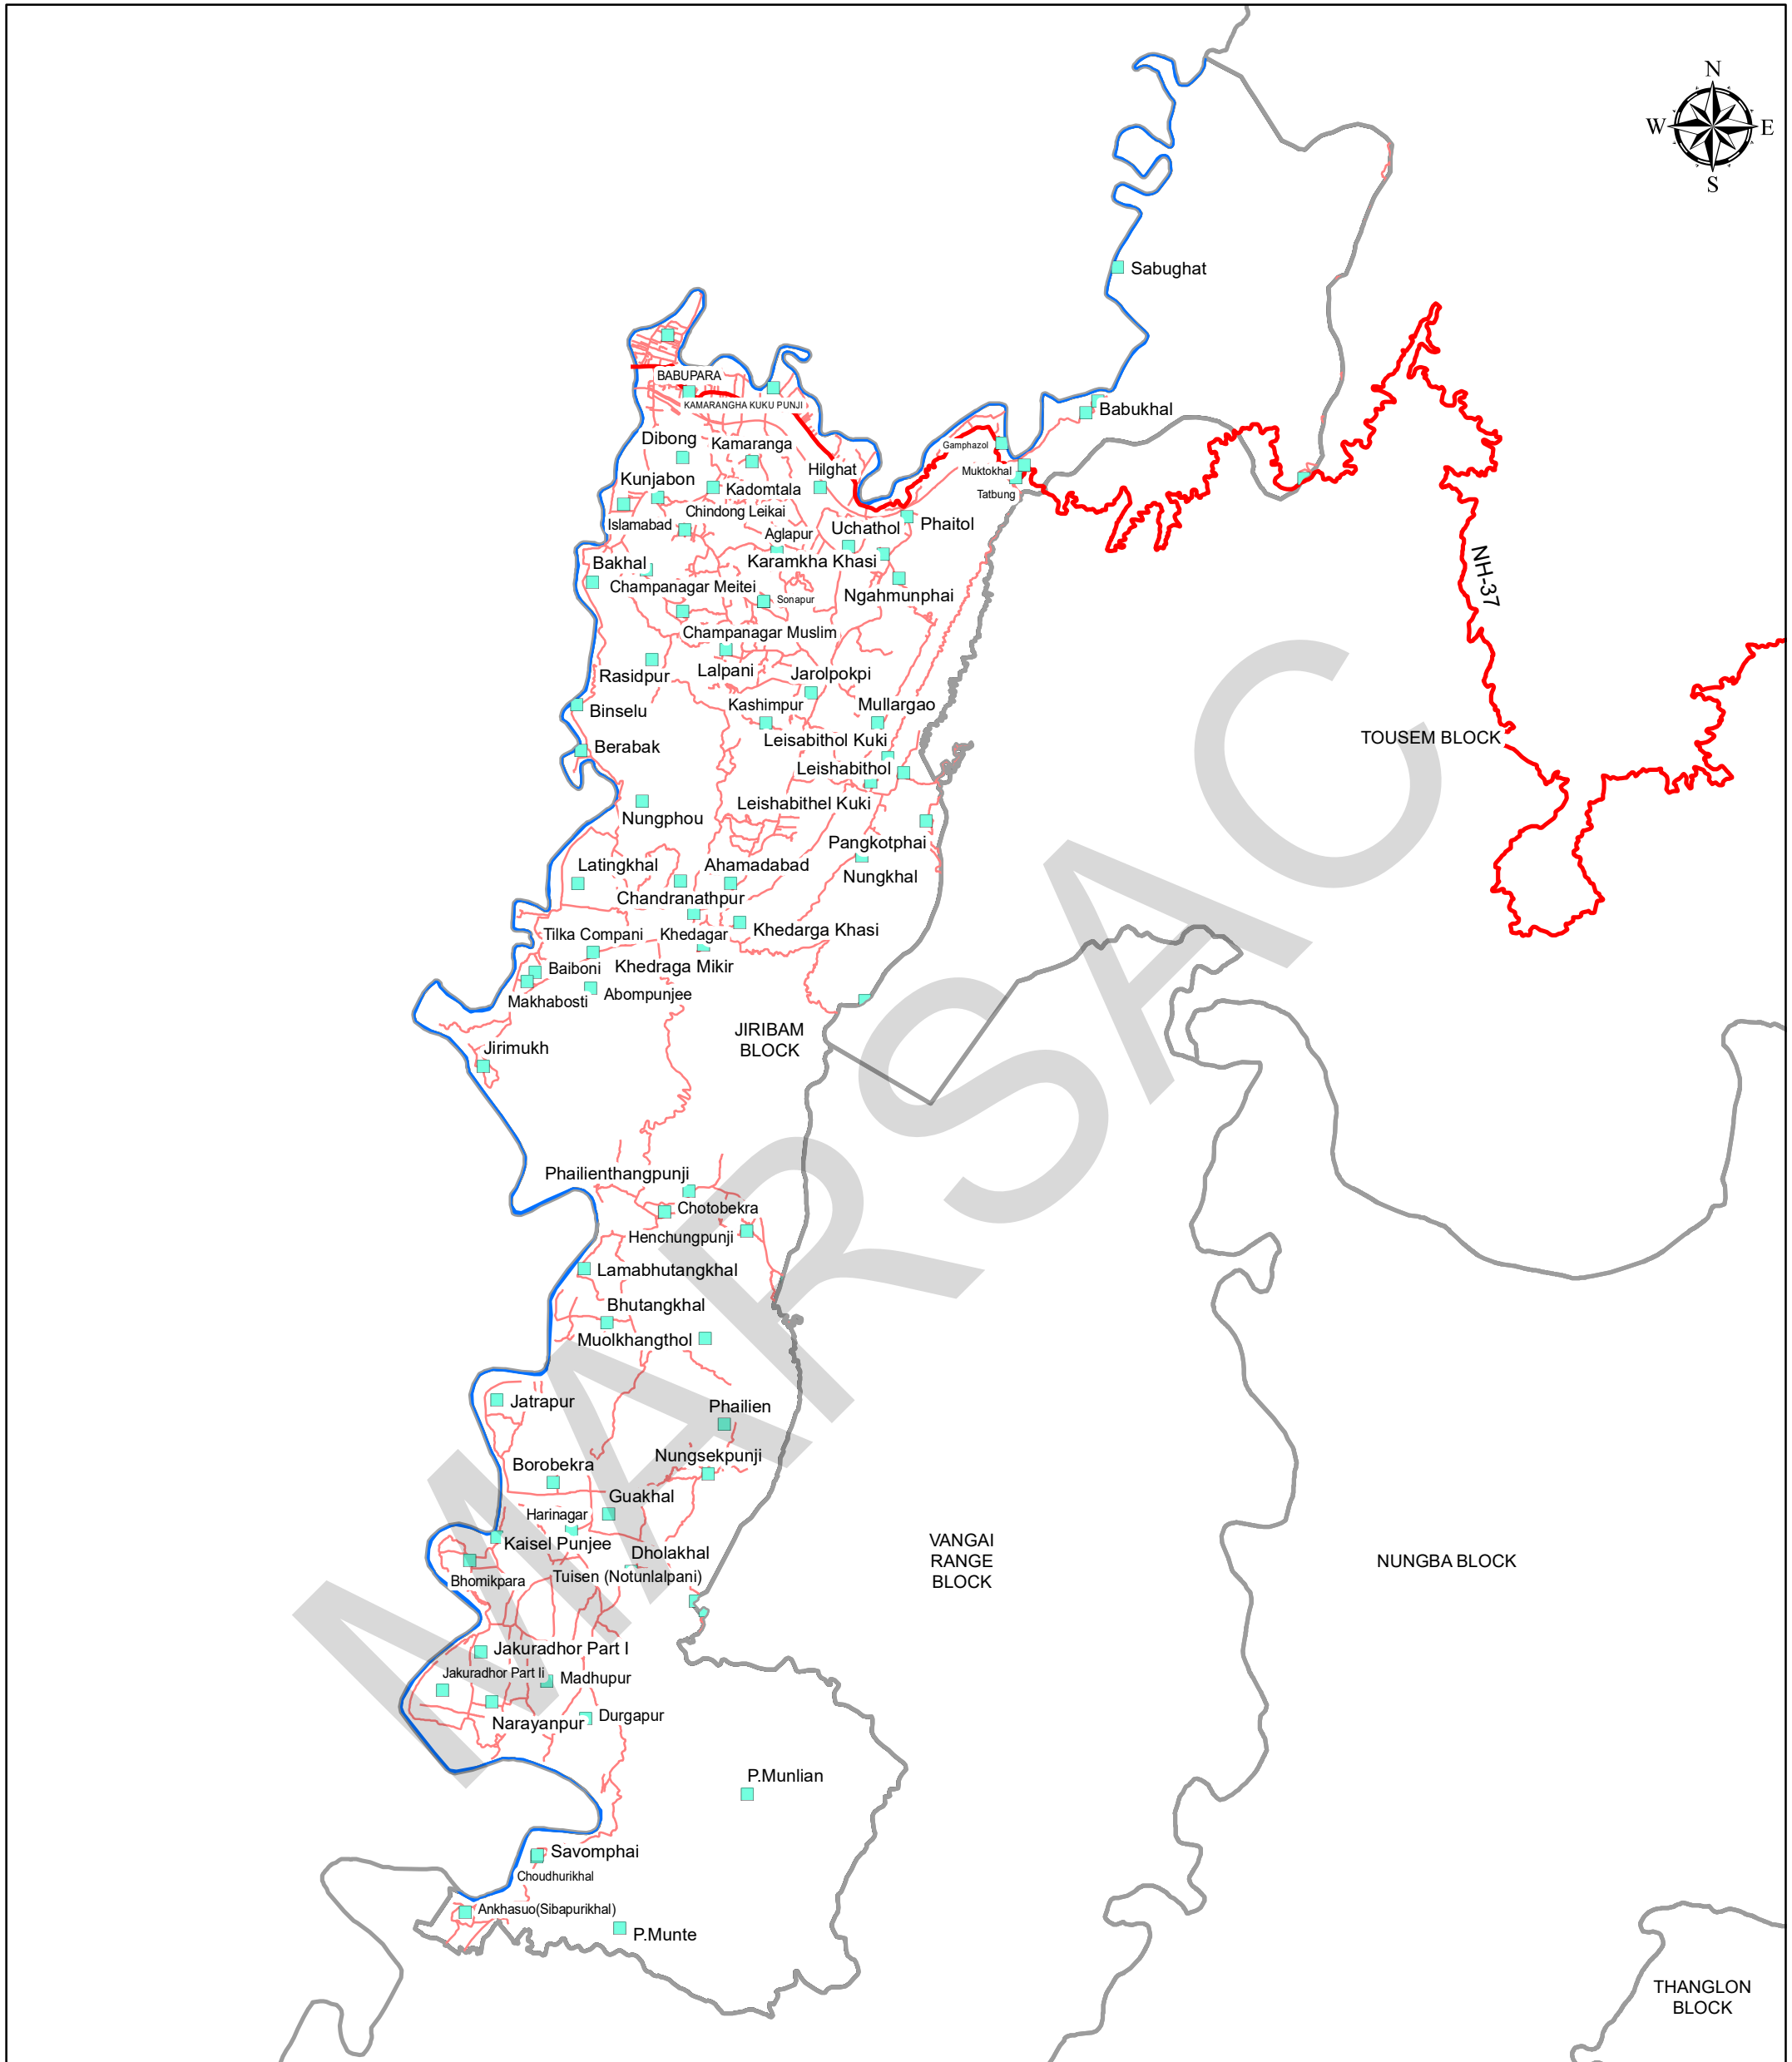 N
W
E
S
Sabughat
BABUPARA
KAMARANGHA KUKU PUNJI
Babukhal
Dibong
Kamaranga
Gamphazol
Hilghat
Muktokhal
Kunjabon
Kadomtala
Tatbung
Chindong Leikai
Islamabad
Phaitol
Uchathol
Aglapur
Karamkha Khasi
Bakhal
NH-37
Champanagar Meitei
Sonapur
Ngahmunphai
Champanagar Muslim
Lalpani
Rasidpur
Jarolpokpi
Kashimpur
Mullargao
Binselu
TOUSEM BLOCK
Leisabithol Kuki
Berabak
Leishabithol
Leishabithel Kuki
Nungphou
Pangkotphai
Latingkhal
Ahamadabad
Nungkhal
Chandranathpur
Khedarga Khasi
Tilka Compani
Khedagar
Baiboni
Khedraga Mikir
Makhabosti
Abompunjee
JIRIBAM
BLOCK
Jirimukh
MARSAC
Phailienthangpunji
Chotobekra
Henchungpunji
Lamabhutangkhal
Bhutangkhal
Muolkhangthol
Jatrapur
Phailien
Nungsekpunji
Borobekra
Guakhal
Harinagar
Kaisel Punjee
VANGAI
RANGE
BLOCK
NUNGBA BLOCK
Dholakhal
Tuisen (Notunlalpani)
Bhomikpara
Jakuradhor Part I
Jakuradhor Part Ii
Madhupur
Durgapur
Narayanpur
P.Munlian
Savomphai
Choudhurikhal
Ankhasuo(Sibapurikhal)
P.Munte
THANGLON
BLOCK